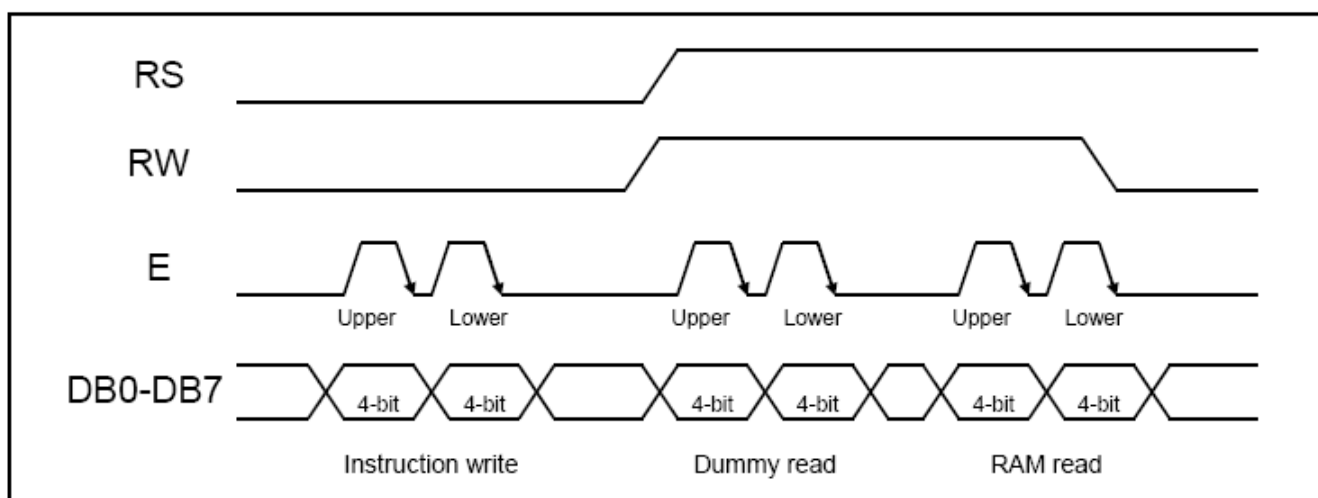 RS
RW
E
Upper Lower Upper Lower Upper Lower
DB0-DB7 4-bit 4-bit 4-bit 4-bit 4-bit 4-bit
Instruction write Dummy read RAM read